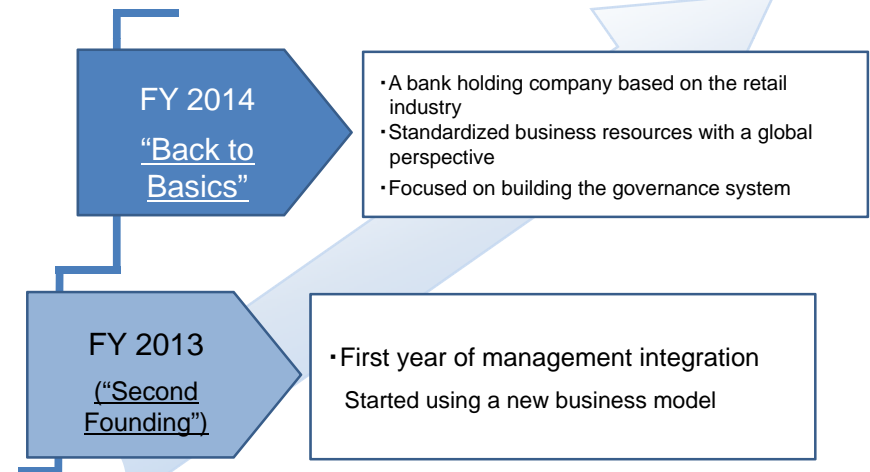 FY 2014
“Back to
Basics”
・A bank holding company based on the retail
industry
・Standardized business resources with a global
perspective
・Focused on building the governance system
FY 2013
(“Second
Founding”)
・First year of management integration
Started using a new business model